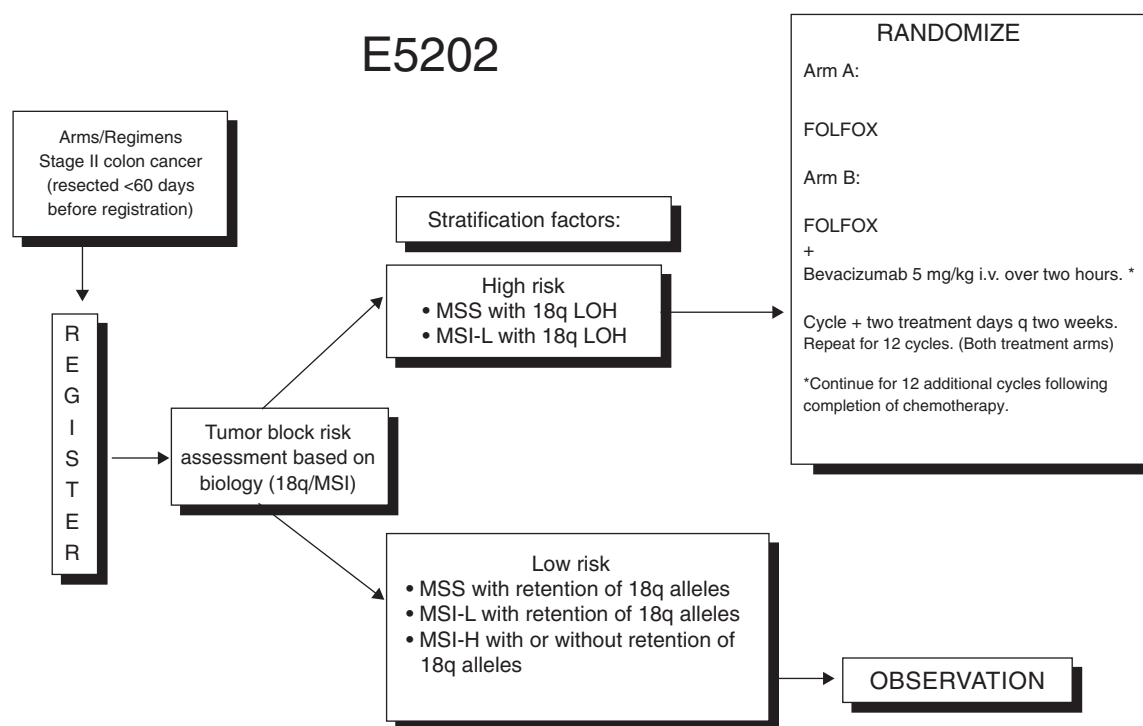 E5202
Arms/Regimens
Stage II colon cancer
(resected <60 days
before registration)
R
E
G
I
S
T
E
R
Tumor block risk
assessment based on
biology (18q/MSI)
Stratification factors:
High risk
• MSS with 18q LOH
• MSI-L with 18q LOH
Low risk
• MSS with retention of 18q alleles
• MSI-L with retention of 18q alleles
• MSI-H with or without retention of
18q alleles
RANDOMIZE
Arm A:
FOLFOX
Arm B:
FOLFOX
+
Bevacizumab 5 mg/kg i.v. over two hours. *
Cycle + two treatment days q two weeks.
Repeat for 12 cycles. (Both treatment arms)
*Continue for 12 additional cycles following
completion of chemotherapy.
OBSERVATION